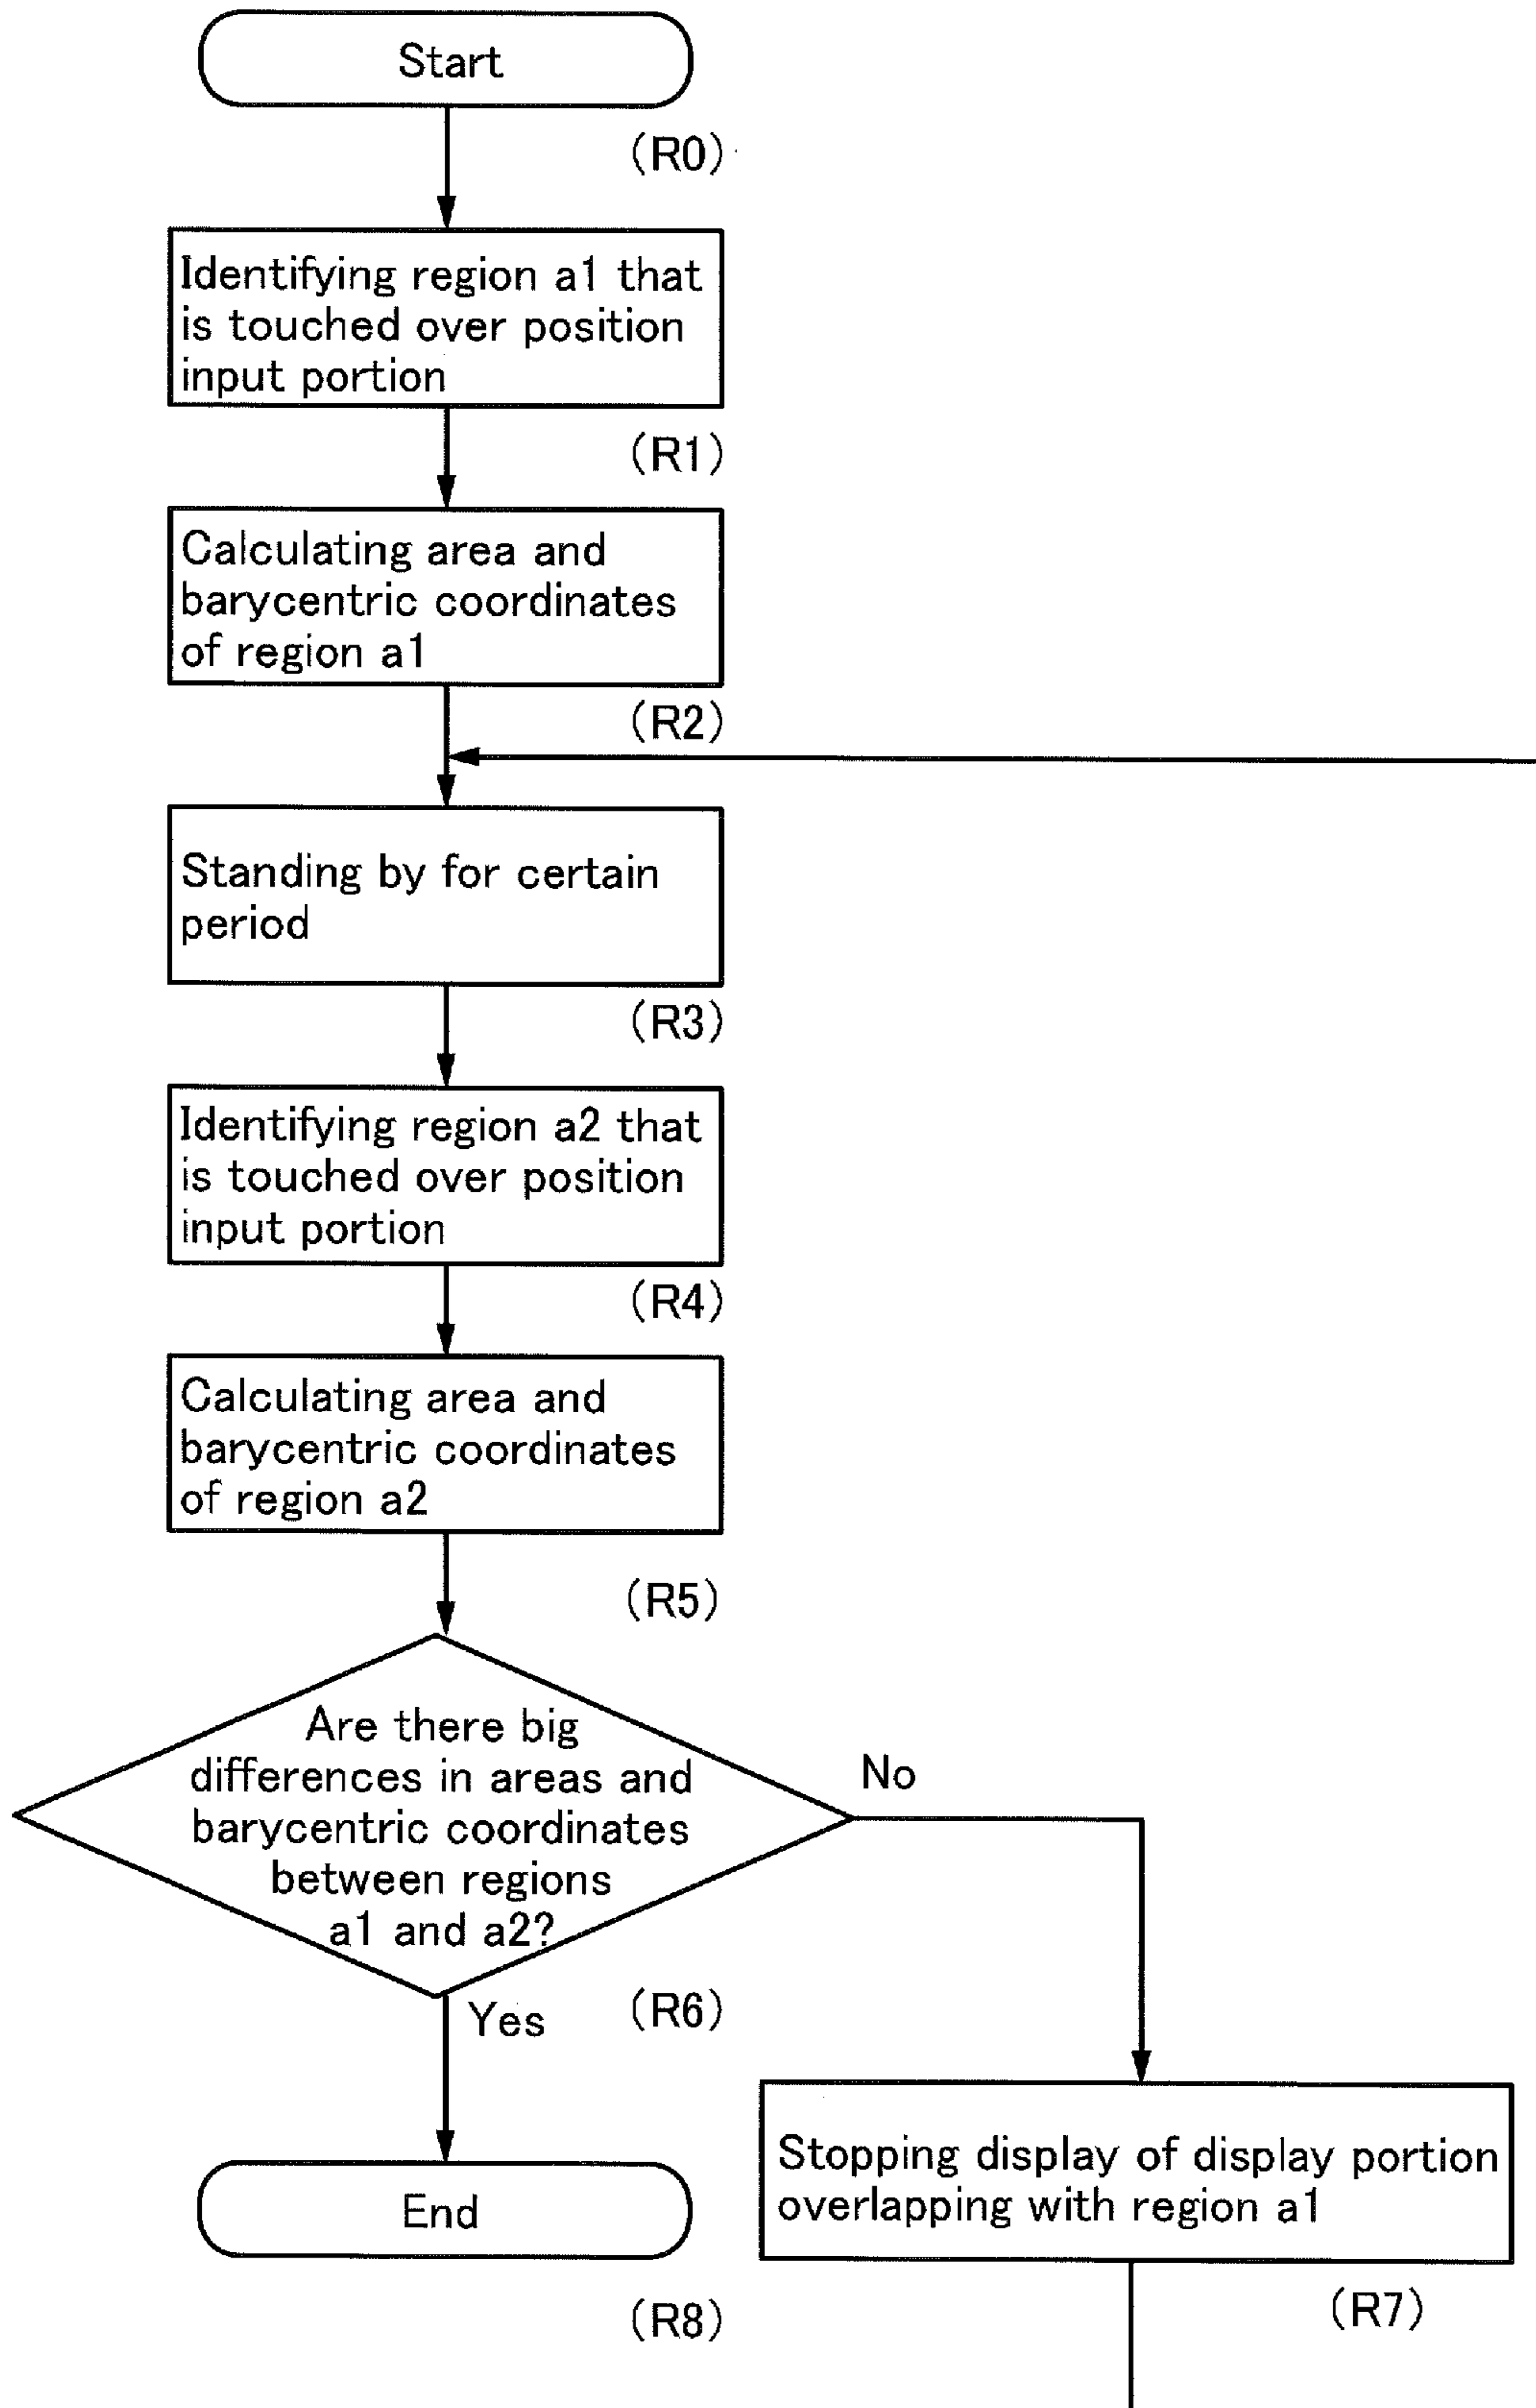 Start
(R0)
Identifying region a1 that
is touched over position
input portion
(R1)
Calculating area and
barycentric coordinates
of region a1
(R2)
Standing by for certain
period
(R3)
Identifying region a2 that
is touched over position
input portion
(R4)
Calculating area and
barycentric coordinates
of region a2
(R5)
Are there big
differences in areas and
barycentric coordinates
between regions
a1 and a2?
No
Yes
(R6)
Stopping display of display portion
overlapping with region a1
(R7)
End
(R8)